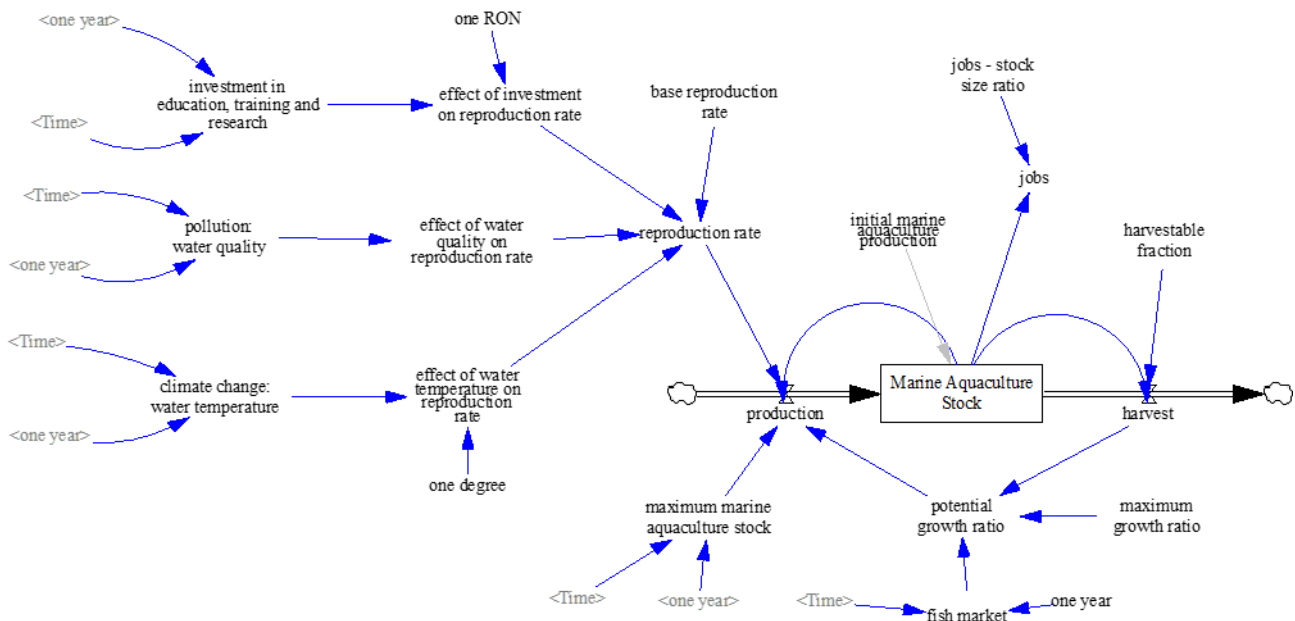 <one year>
one RON
investment in
education, training and
research
effect of investment
on reproduction rate
base reproduction
rate
jobs - stock
size ratio
<Time>
jobs
<Time>
pollution:
water quality
effect of water
quality on
reproduction rate
reproduction rate
initial marine
aquaculture
production
harvestable
fraction
<one year>
<Time>
climate change:
water temperature
effect of water
temperature on
reproduction
rate
Marine Aquaculture
Stock
production
harvest
<one year>
one degree
maximum marine
aquaculture stock
potential
growth ratio
maximum
growth ratio
<Time>
<one year>
<Time>
fish market
one year